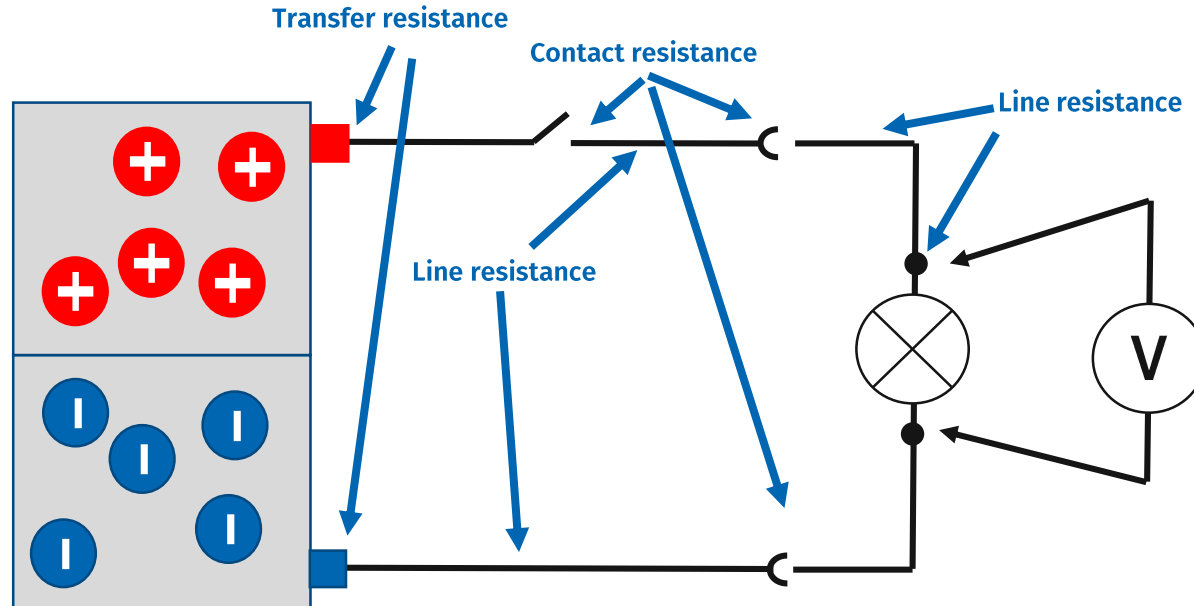 Transfer resistance
Contact resistance
Line resistance
+
+
+
+
+
Line resistance
V
I
I
I
I
I